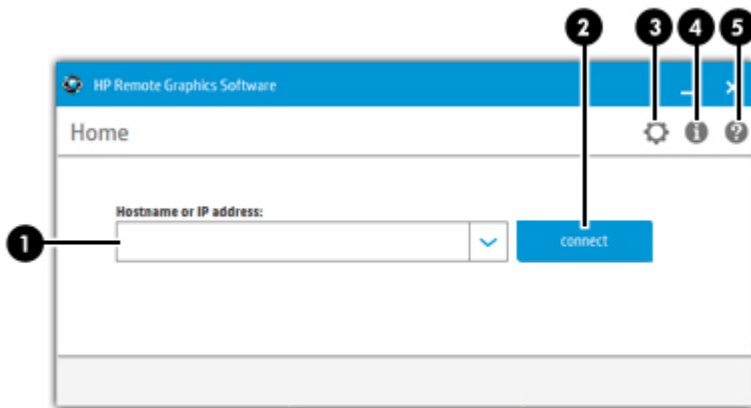 2 3 4 5
HP Remote Graphics Software
Home
Hostname or IP address:
1
connect